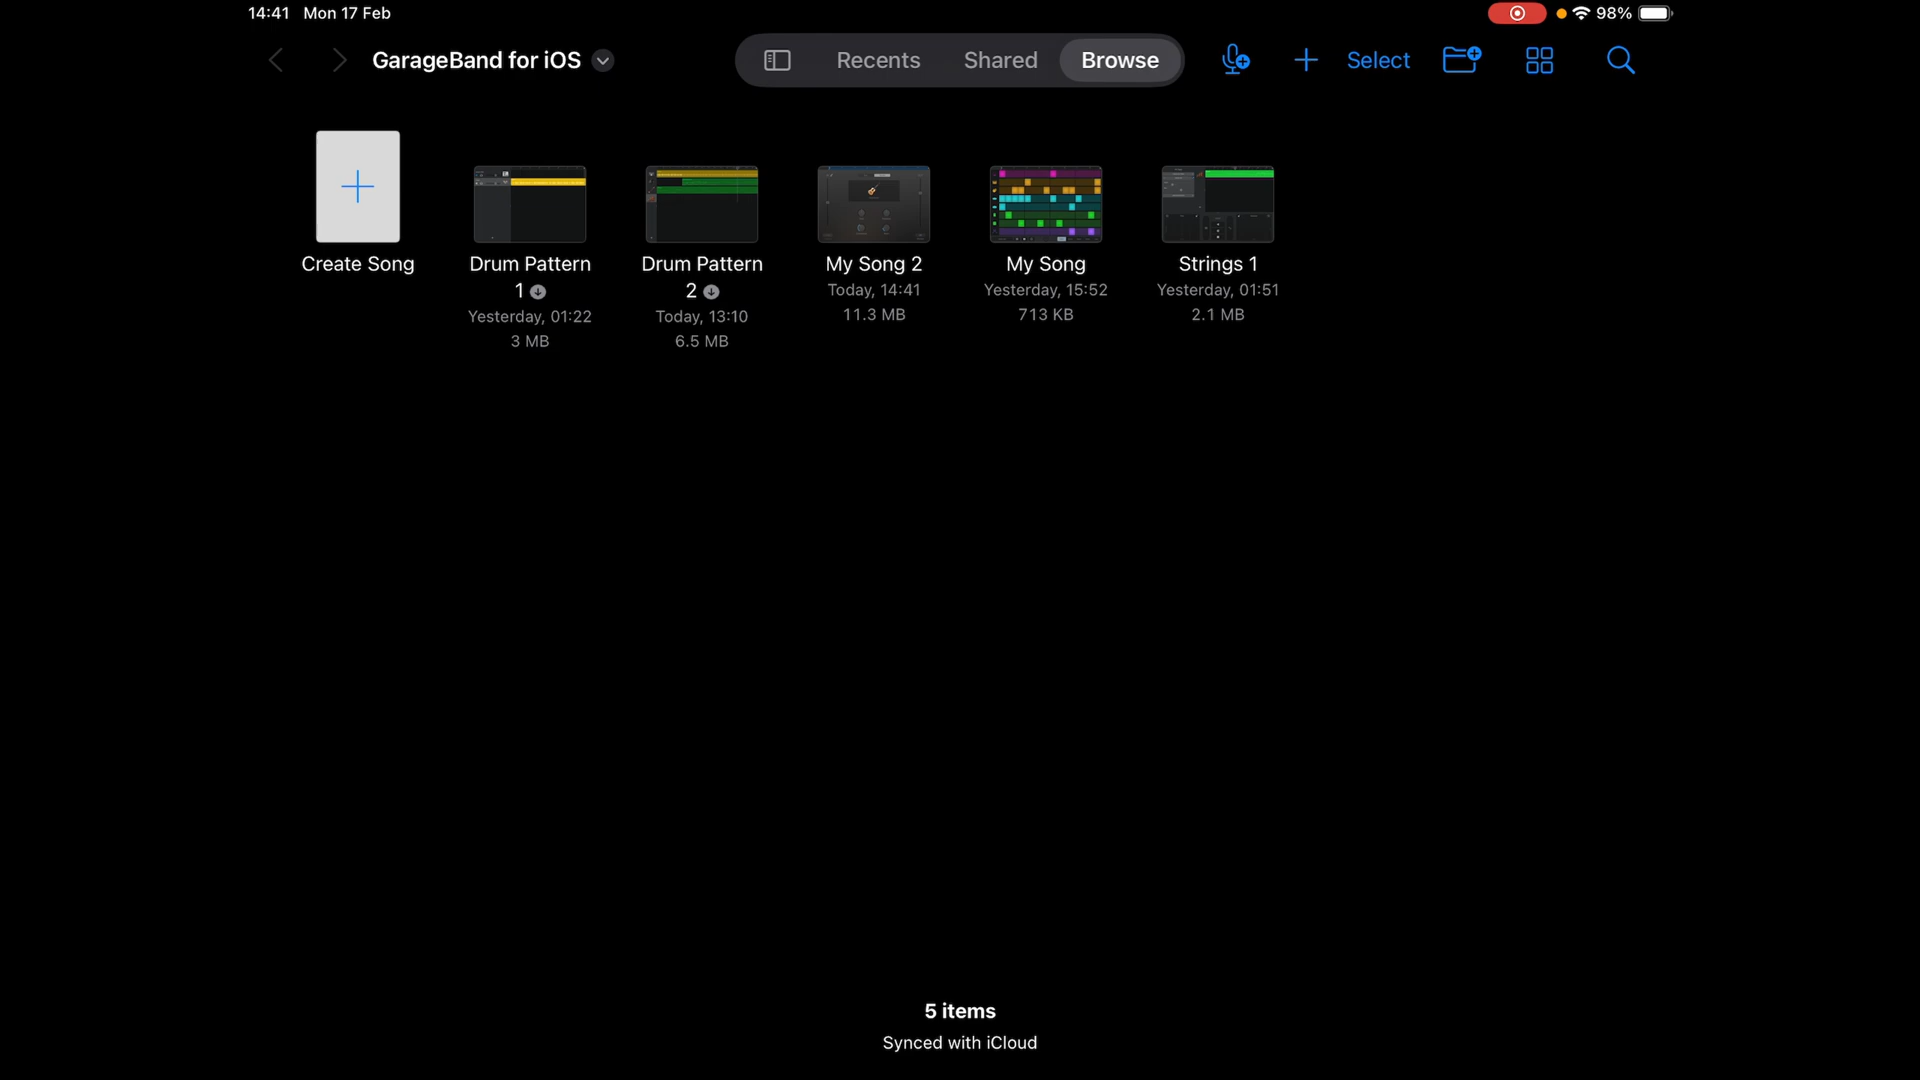 14:41 Mon 17 Feb
98%
GarageBand for iOS
Recents
Shared
Browse
Select
Create Song
Drum Pattern
1
Yesterday, 01:22
3 MB
Drum Pattern
2
Today, 13:10
6.5 MB
My Song 2
Today, 14:41
11.3 MB
My Song
Yesterday, 15:52
713 KB
Strings 1
Yesterday, 01:51
2.1 MB
5 items
Synced with iCloud